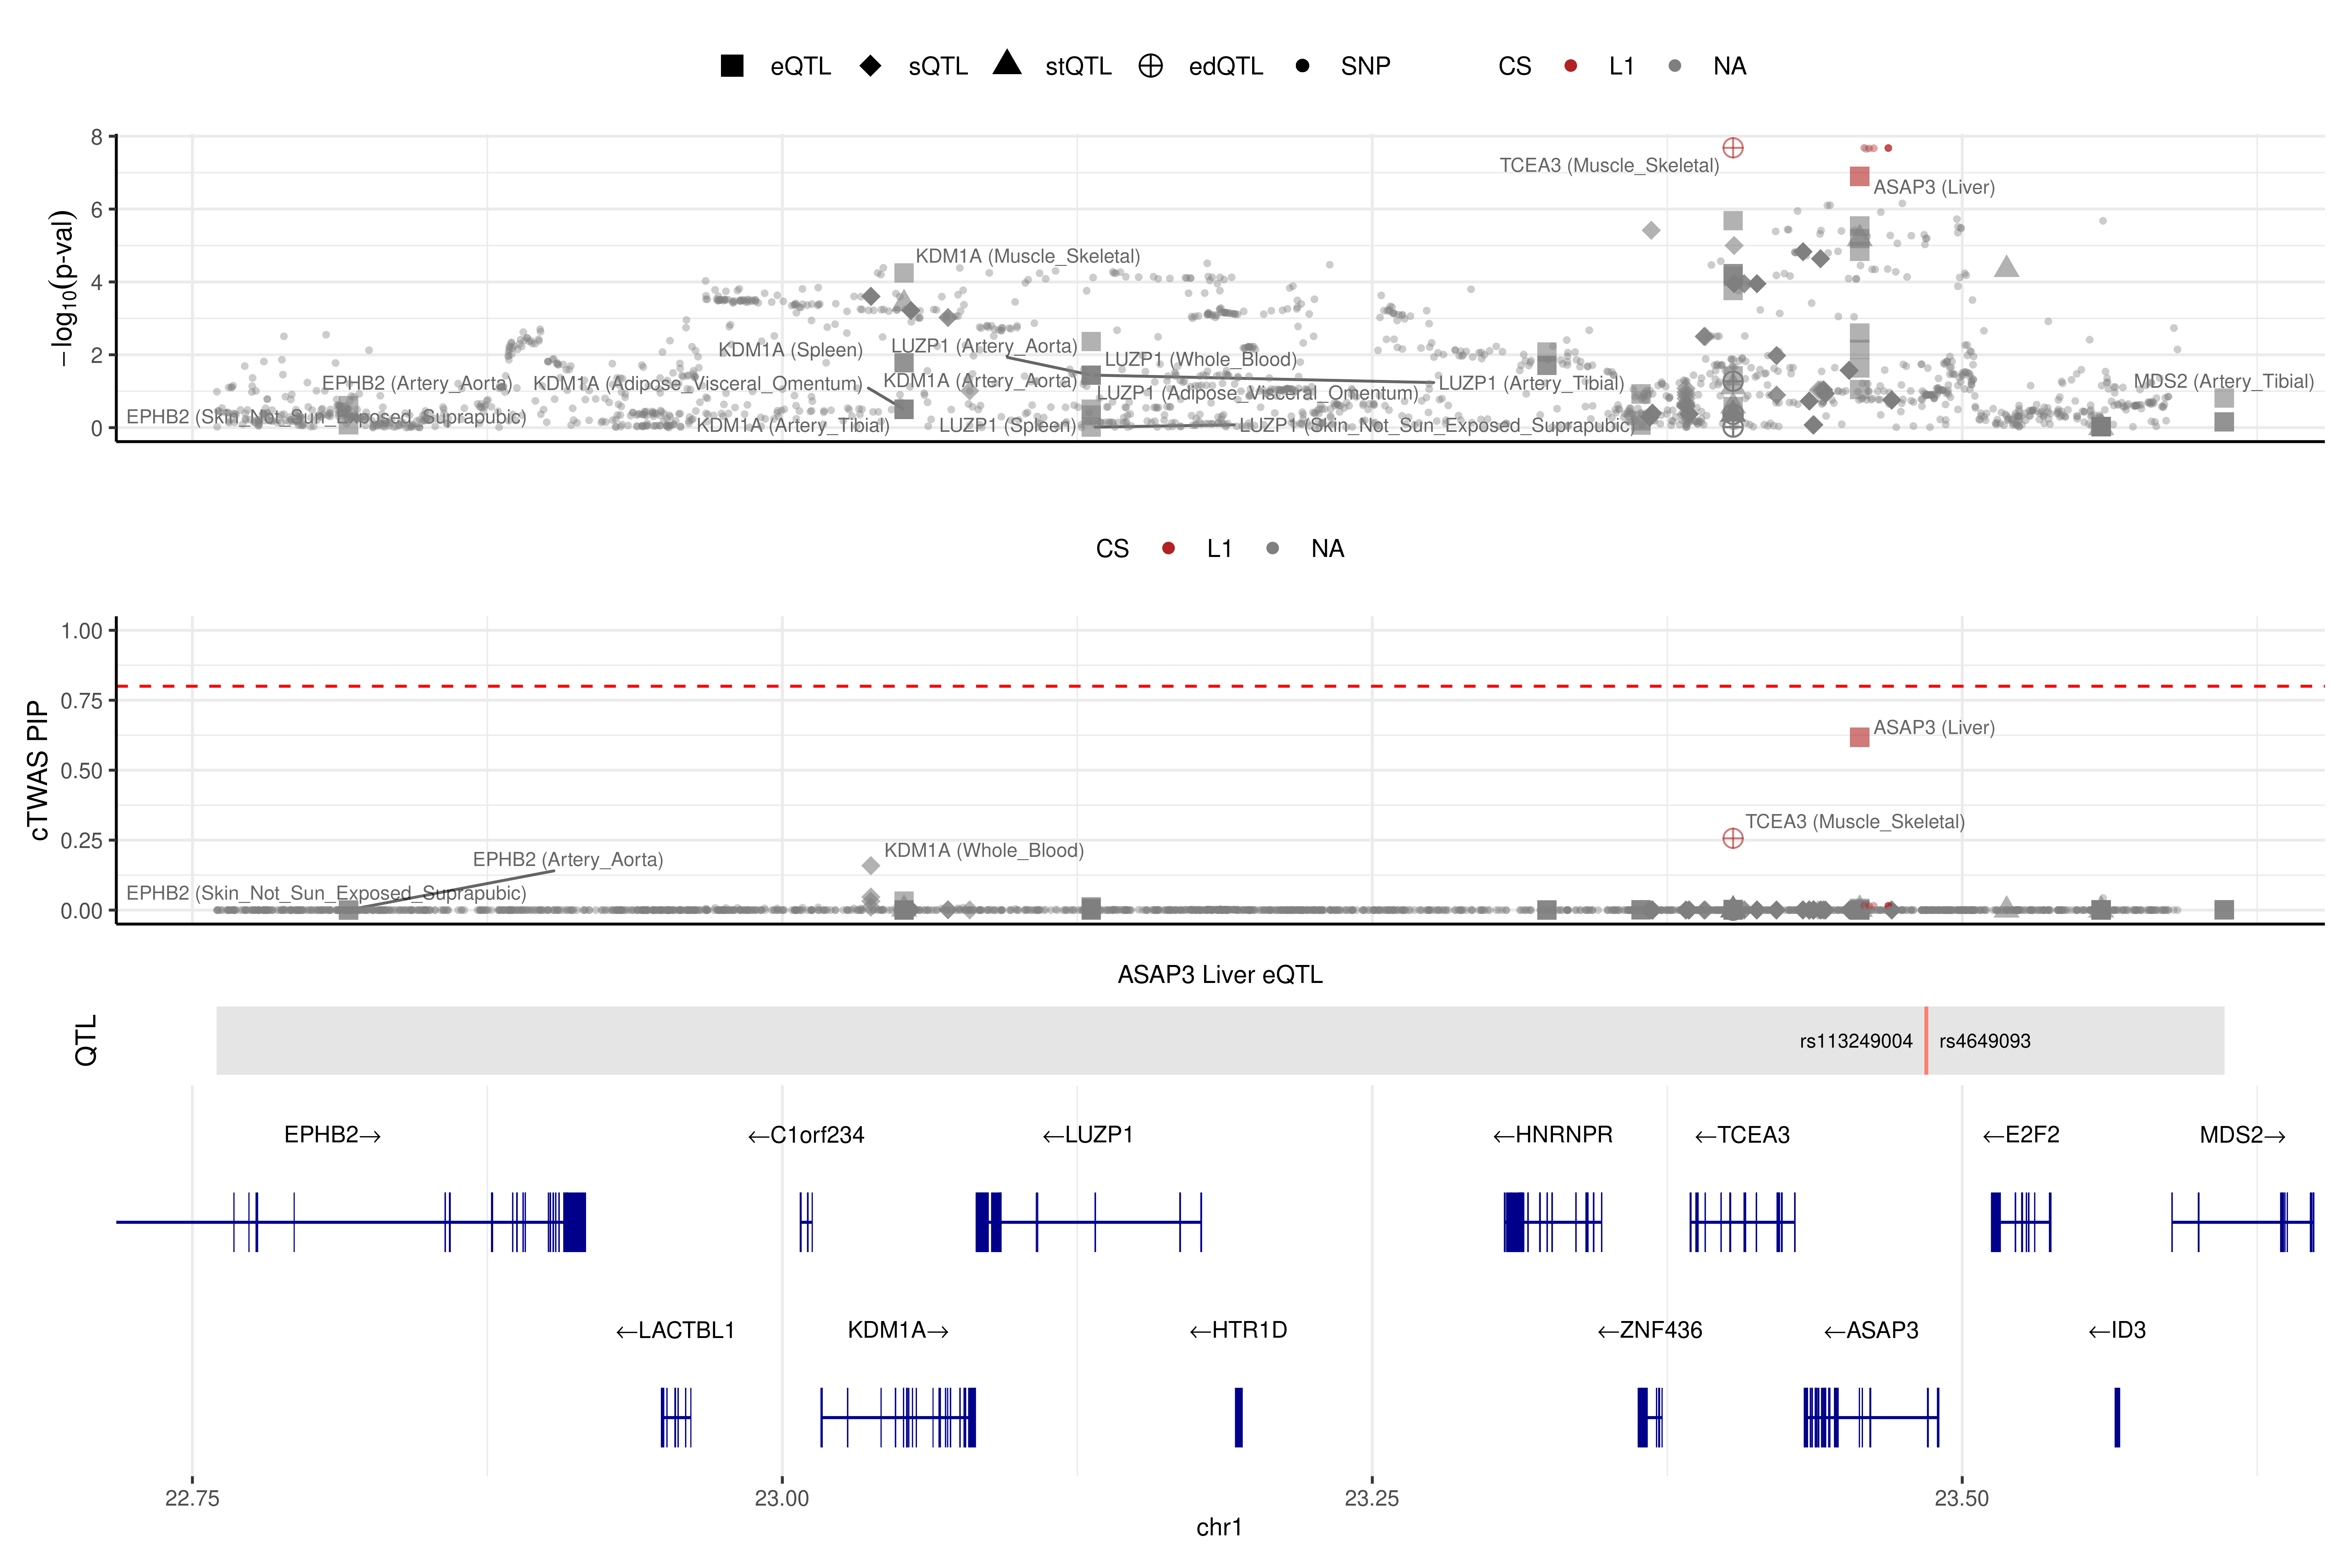 eQTL sQTL stQTL edQTL SNP CS L1 NA
8
6
4
2
0
−log10(p-val)
TCEA3 (Muscle_Skeletal)
ASAP3 (Liver)
KDM1A (Muscle_Skeletal)
KDM1A (Spleen)
LUZP1 (Artery_Aorta)
LUZP1 (Whole_Blood)
EPHB2 (Artery_Aorta)
KDM1A (Adipose_Visceral_Omentum)
KDM1A (Artery_Aorta)
LUZP1 (Adipose_Visceral_Omentum)
LUZP1 (Artery_Tibial)
MDS2 (Artery_Tibial)
EPHB2 (Skin_Not_Sun_Exposed_Suprapubic)
KDM1A (Artery_Tibial)
LUZP1 (Spleen)
LUZP1 (Skin_Not_Sun_Exposed_Suprapubic)
CS L1 NA
1.00
0.75
0.50
0.25
0.00
cTWAS PIP
ASAP3 (Liver)
TCEA3 (Muscle_Skeletal)
KDM1A (Whole_Blood)
EPHB2 (Artery_Aorta)
EPHB2 (Skin_Not_Sun_Exposed_Suprapubic)
ASAP3 Liver eQTL
QTL
rs113249004 rs4649093
EPHB2→ ←C1orf234 ←LUZP1 ←HNRNPR ←TCEA3 ←E2F2 MDS2→
←LACTBL1 KDM1A→ ←HTR1D ←ZNF436 ←ASAP3 ←ID3
22.75 23.00 23.25 23.50
chr1